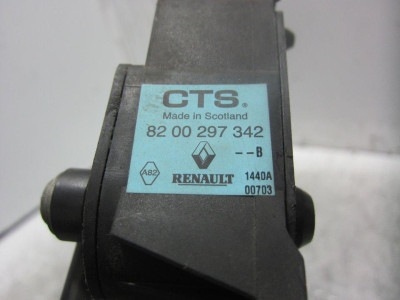 CTS.
Made in Scotland
82 00 297 342
--B
A82
RENAULT
1440A
00703